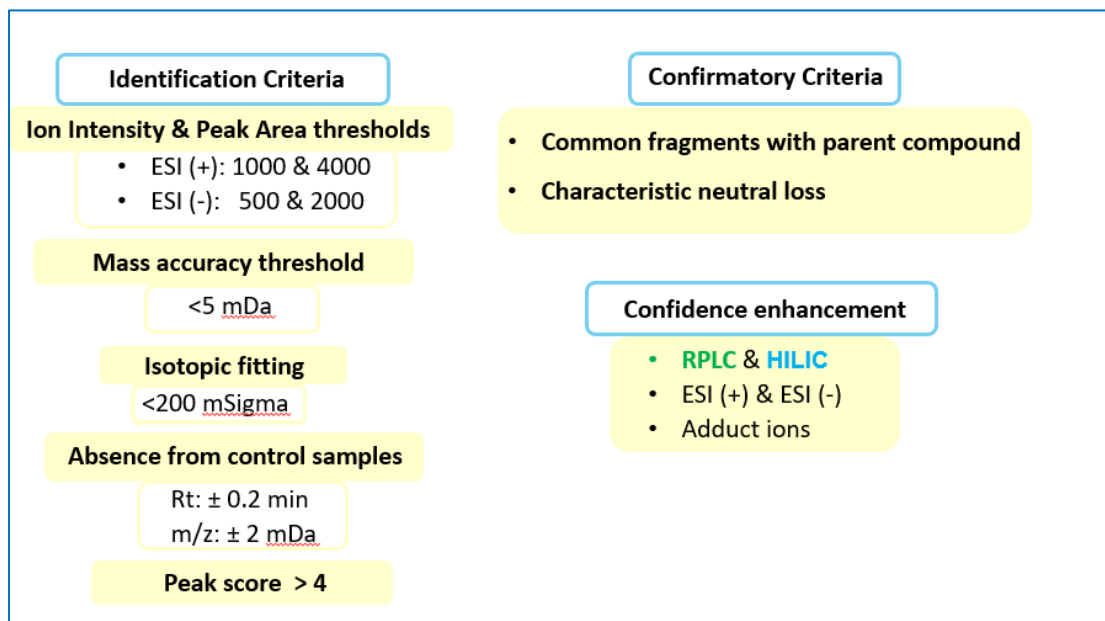 Identification Criteria
Ion Intensity & Peak Area thresholds
• ESI (+): 1000 & 4000
• ESI (-): 500 & 2000
Mass accuracy threshold
<5 mDa
Isotopic fitting
<200 mSigma
Absence from control samples
Rt: ± 0.2 min
m/z: ± 2 mDa
Peak score > 4
Confirmatory Criteria
• Common fragments with parent compound
• Characteristic neutral loss
Confidence enhancement
• RPLC & HILIC
• ESI (+) & ESI (-)
• Adduct ions